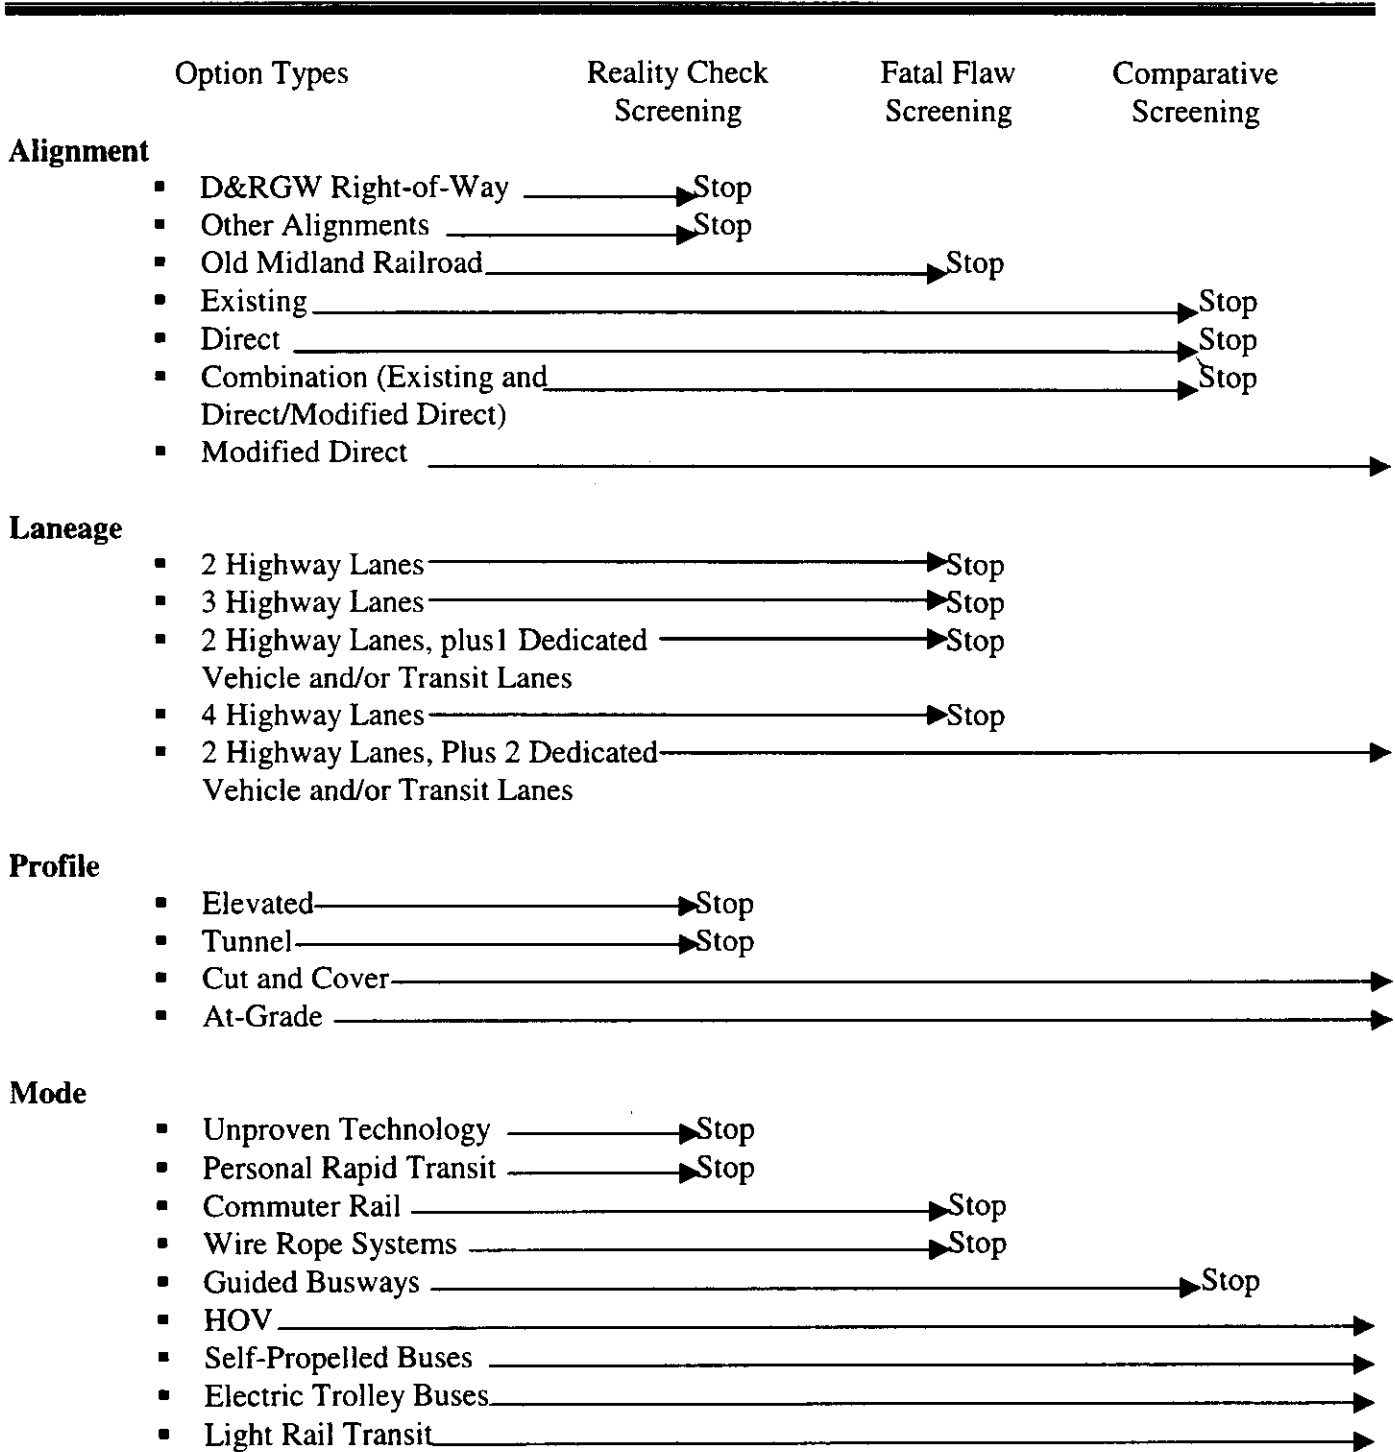 Option Types Reality Check Fatal Flaw Comparative
Screening Screening Screening
Alignment
▪ D&RGW Right-of-Way Stop
▪ Other Alignments Stop
▪ Old Midland Railroad Stop
▪ Existing Stop
▪ Direct Stop
▪ Combination (Existing and Stop
Direct/Modified Direct)
▪ Modified Direct
Laneage
▪ 2 Highway Lanes Stop
▪ 3 Highway Lanes Stop
▪ 2 Highway Lanes, plus1 Dedicated Stop
Vehicle and/or Transit Lanes
▪ 4 Highway Lanes Stop
▪ 2 Highway Lanes, Plus 2 Dedicated
Vehicle and/or Transit Lanes
Profile
▪ Elevated Stop
▪ Tunnel Stop
▪ Cut and Cover
▪ At-Grade
Mode
▪ Unproven Technology Stop
▪ Personal Rapid Transit Stop
▪ Commuter Rail Stop
▪ Wire Rope Systems Stop
▪ Guided Busways Stop
▪ HOV
▪ Self-Propelled Buses
▪ Electric Trolley Buses
▪ Light Rail Transit